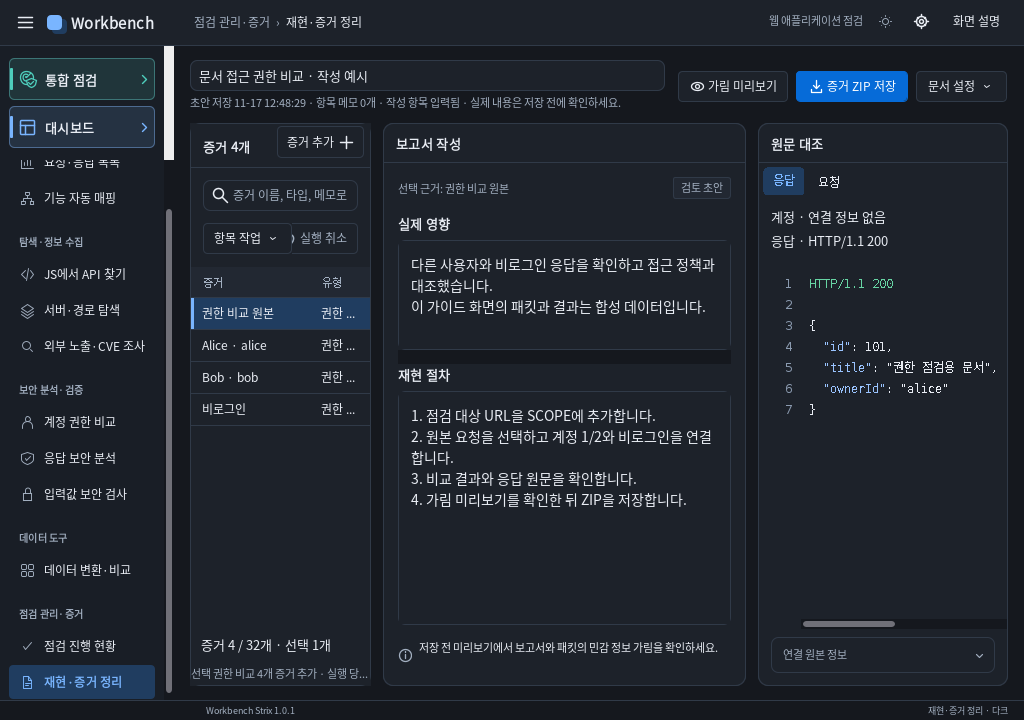 Workbench
점검 관리·증거 › 재현·증거 정리
웹 애플리케이션 점검
화면 설명
통합 점검
대시보드
요청·응답 목록
기능 자동 매핑
탐색·정보 수집
JS에서 API 찾기
서버·경로 탐색
외부 노출·CVE 조사
보안 분석·검증
계정 권한 비교
응답 보안 분석
입력값 보안 검사
데이터 도구
데이터 변환·비교
점검 관리·증거
점검 진행 현황
재현·증거 정리
문서 접근 권한 비교 · 작성 예시
초안 저장 11-17 12:48:29 · 항목 메모 0개 · 작성 항목 입력됨 · 실제 내용은 저장 전에 확인하세요.
가림 미리보기
증거 ZIP 저장
문서 설정
증거 4개
증거 추가
증거 이름, 타입, 메모로
항목 작업
실행 취소
증거 유형
권한 비교 원본 권한 ...
Alice · alice 권한 ...
Bob · bob 권한 ...
비로그인 권한 ...
증거 4 / 32개 · 선택 1개
선택 권한 비교 4개 증거 추가 · 실행 당...
보고서 작성
선택 근거: 권한 비교 원본
검토 초안
실제 영향
다른 사용자와 비로그인 응답을 확인하고 접근 정책과
대조했습니다.
이 가이드 화면의 패킷과 결과는 합성 데이터입니다.
재현 절차
1. 점검 대상 URL을 SCOPE에 추가합니다.
2. 원본 요청을 선택하고 계정 1/2와 비로그인을 연결
합니다.
3. 비교 결과와 응답 원문을 확인합니다.
4. 가림 미리보기를 확인한 뒤 ZIP을 저장합니다.
저장 전 미리보기에서 보고서와 패킷의 민감 정보 가림을 확인하세요.
원문 대조
응답 요청
계정 · 연결 정보 없음
응답 · HTTP/1.1 200
1 HTTP/1.1 200
2
3 {
4 "id": 101,
5 "title": "권한 점검용 문서",
6 "ownerId": "alice"
7 }
연결 원본 정보
Workbench Strix 1.0.1
재현·증거 정리 · 다크